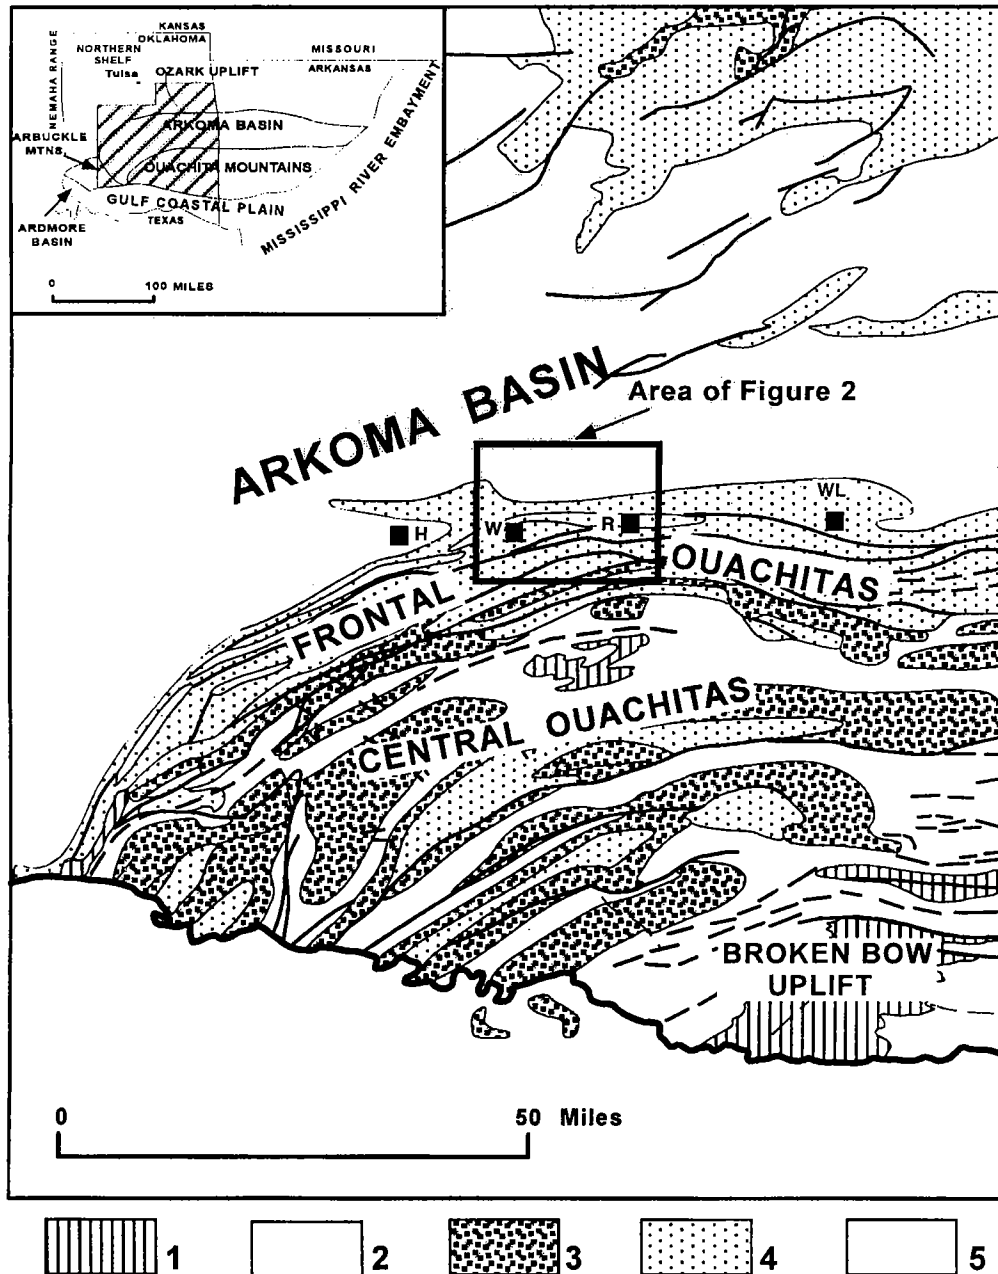 KANSAS
OKLAHOMA
NORTHERN
SHELF
Tulsa
NEMAHA RANGE
MISSOURI
ARKANSAS
OZARK UPLIFT
ARKOMA BASIN
ARBUCKLE
MTNS
OUACHITA MOUNTAINS
GULF COASTAL PLAIN
TEXAS
ARDMORE
BASIN
MISSISSIPPI RIVER EMBAYMENT
0 100 MILES
ARKOMA BASIN
Area of Figure 2
H
W
R
WL
FRONTAL OUACHITAS
CENTRAL OUACHITAS
BROKEN BOW
UPLIFT
0 50 Miles
1 2 3 4 5